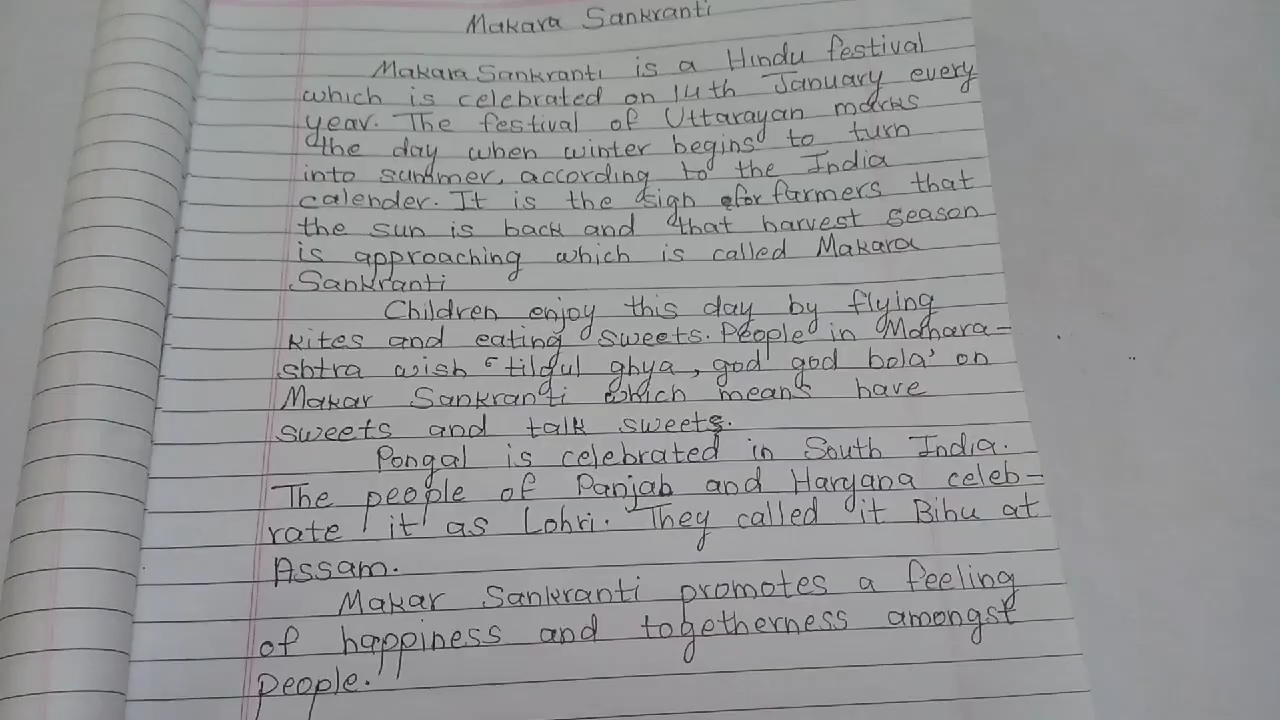 Makara Sankranti
Makara Sankranti is a Hindu festival
which is celebrated on 14th January every
year. The festival of Uttarayan marks
the day when winter begins to turn
into summer, according to the India
calender. It is the sign for farmers that
the sun is back and that harvest season
is approaching which is called Makara
Sankranti
Children enjoy this day by flying
kites and eating sweets. People in Mahara-
shtra wish "tilgul ghya, god god bola' on
Makar Sankranti which means have
sweets and talk sweets.
Pongal is celebrated in South India.
The people of Panjab and Haryana celeb-
rate it as Lohri. They called it Bihu at
Assam.
Makar Sankranti promotes a feeling
of happiness and togetherness amongst
people.